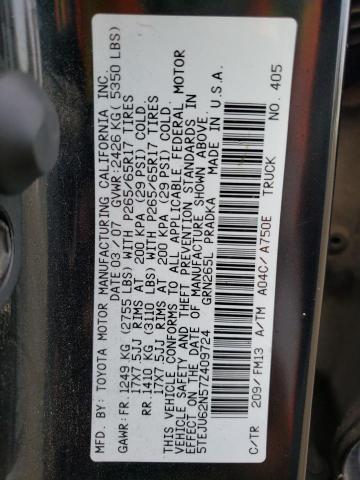 MFD. BY: TOYOTA MOTOR MANUFACTURING CALIFORNIA INC.
DATE 03/07 GVWR: 2426 KG( 5350 LBS)
GAWR: FR. 1249 KG (2755 LBS) WITH P265/65R17 TIRES
17X7 5JJ RIMS AT 200 KPA (29 PSI) COLD.
RR. 1410 KG (3110 LBS) WITH P265/65R17 TIRES
17X7 5JJ RIMS AT 200 KPA (29 PSI) COLD.
THIS VEHICLE CONFORMS TO ALL APPLICABLE FEDERAL MOTOR
VEHICLE SAFETY AND THEFT PREVENTION STANDARDS IN
EFFECT ON THE DATE OF MANUFACTURE SHOWN ABOVE.
5TEJU62N57Z409724 GRN265L PRADKA MADE IN U.S.A.
TRUCK
C/TR 209/FM13 A/TM A04C/A750E NO. 405